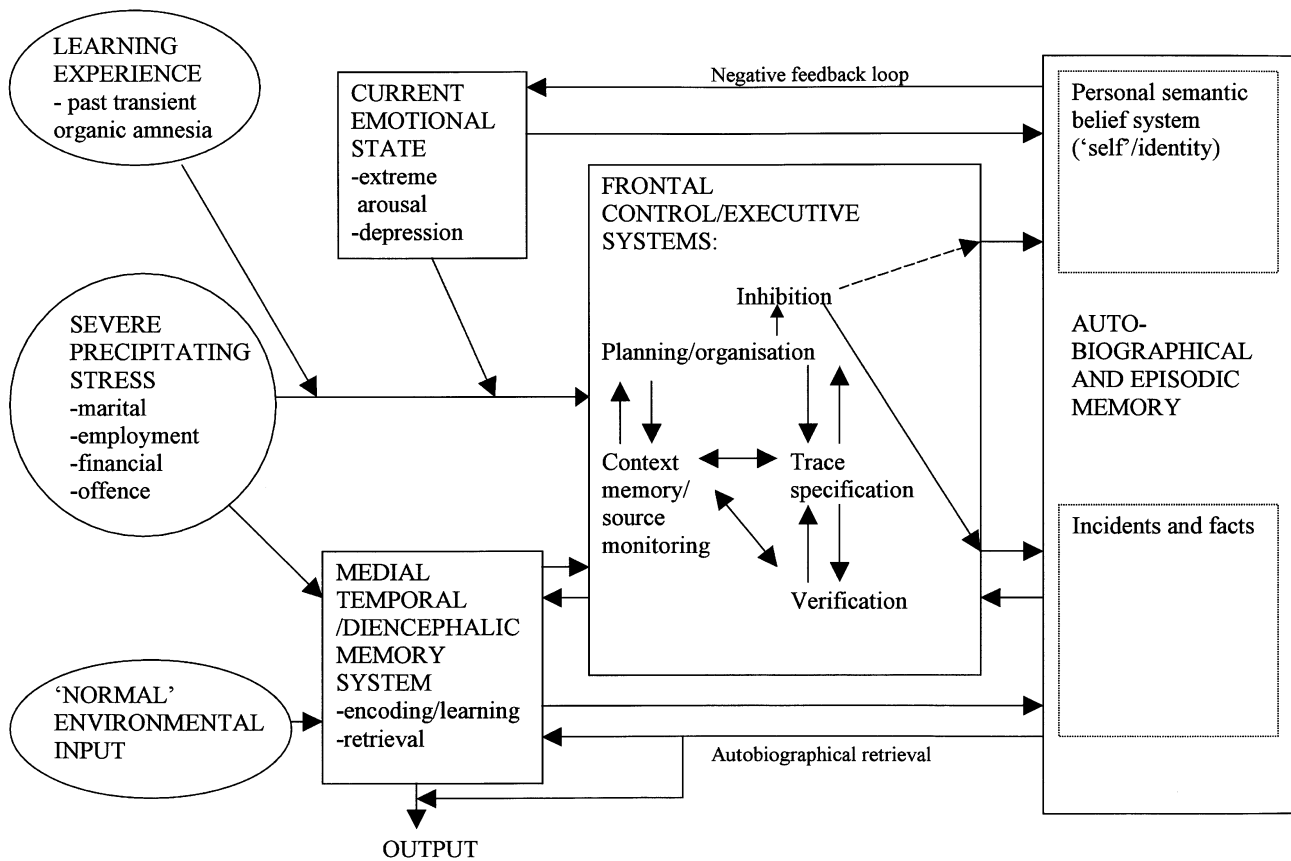 LEARNING
EXPERIENCE
- past transient
organic amnesia
CURRENT
EMOTIONAL
STATE
-extreme
arousal
-depression
Negative feedback loop
Personal semantic
belief system
(‘self’/identity)
FRONTAL
CONTROL/EXECUTIVE
SYSTEMS:
Inhibition
Planning/organisation
Context
memory/
source
monitoring
Trace
specification
Verification
SEVERE
PRECIPITATING
STRESS
-marital
-employment
-financial
-offence
AUTO-
BIOGRAPHICAL
AND EPISODIC
MEMORY
Incidents and facts
MEDIAL
TEMPORAL
/DIENCEPHALIC
MEMORY
SYSTEM
-encoding/learning
-retrieval
‘NORMAL’
ENVIRONMENTAL
INPUT
Autobiographical retrieval
OUTPUT